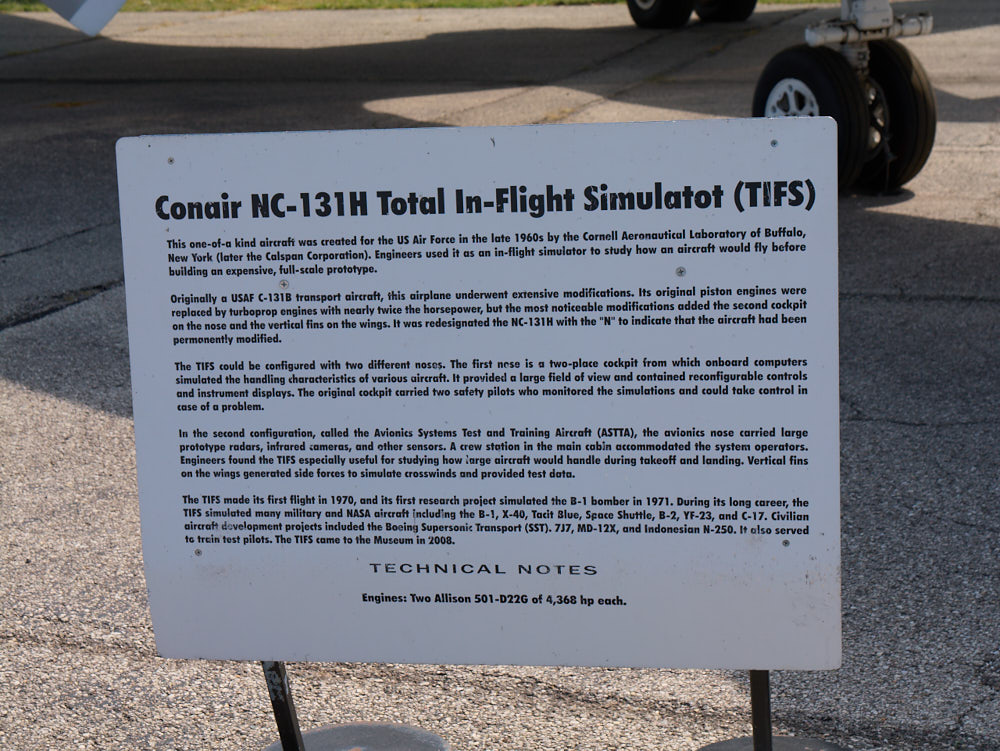 Conair NC-131H Total In-Flight Simulatot (TIFS)
This one-of-a kind aircraft was created for the US Air Force in the late 1960s by the Cornell Aeronautical Laboratory of Buffalo,
New York (later the Calspan Corporation). Engineers used it as an in-flight simulator to study how an aircraft would fly before
building an expensive, full-scale prototype.
Originally a USAF C-131B transport aircraft, this airplane underwent extensive modifications. Its original piston engines were
replaced by turboprop engines with nearly twice the horsepower, but the most noticeable modifications added the second cockpit
on the nose and the vertical fins on the wings. It was redesignated the NC-131H with the "N" to indicate that the aircraft had been
permonently modified.
The TIFS could be configured with two different noses. The first nose is a two-place cockpit from which onboard computers
simulated the handling characteristics of various aircraft. It provided a large field of view and contained reconfigurable controls
and instrument displays. The original cockpit carried two safety pilots who monitored the simulations and could take control in
case of a problem.
In the second configuration, called the Avionics Systems Test and Training Aircraft (ASTTA), the avionics nose carried large
prototype radars, infrared cameras, and other sensors. A crew station in the main cabin accommodated the system operators.
Engineers found the TIFS especially useful for studying how large aircraft would handle during takeoff and landing. Vertical fins
on the wings generated side forces to simulate crosswinds and provided test data.
The TIFS made its first flight in 1970, and its first research project simulated the B-1 bomber in 1971. During its long career, the
TIFS simulated many military and NASA aircraft including the B-1, X-40, Tacit Blue, Space Shuttle, B-2, YF-23, and C-17. Civilian
aircraft development projects included the Boeing Supersonic Transport (SST). 7J7, MD-12X, and Indonesian N-250. It also served
to train test pilots. The TIFS came to the Museum in 2008.
TECHNICAL NOTES
Engines: Two Allison 501-D22G of 4,368 hp each.